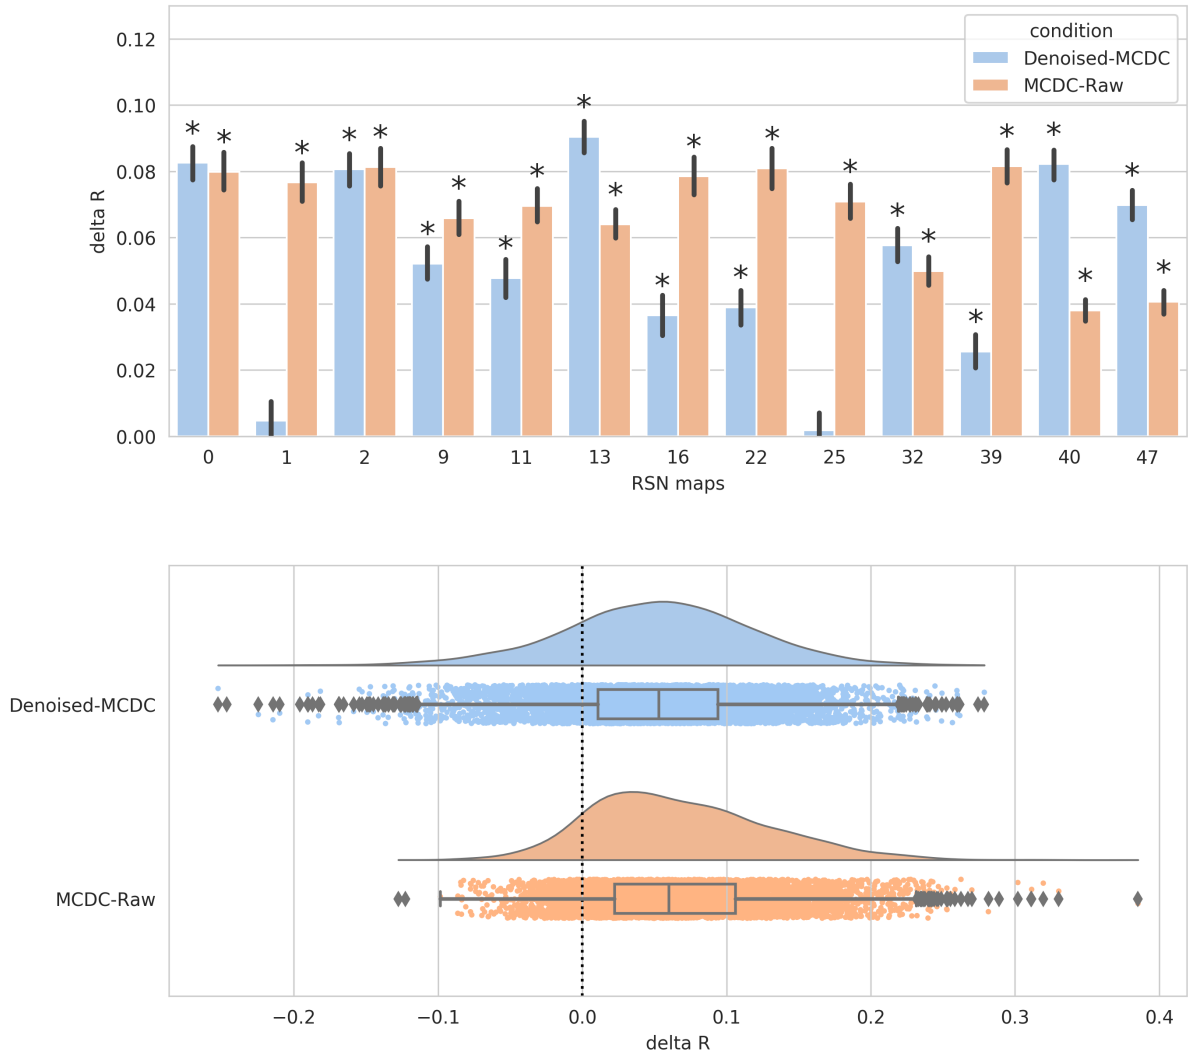 condition
Denoised-MCDC
MCDC-Raw
0.12
0.10
0.08
0.06
0.04
0.02
0.00
delta R
* * * * * * * * * * * * * * * * * * * * * * * *
0 1 2 9 11 13 16 22 25 32 39 40 47
RSN maps
Denoised-MCDC
MCDC-Raw
−0.2 −0.1 0.0 0.1 0.2 0.3 0.4
delta R